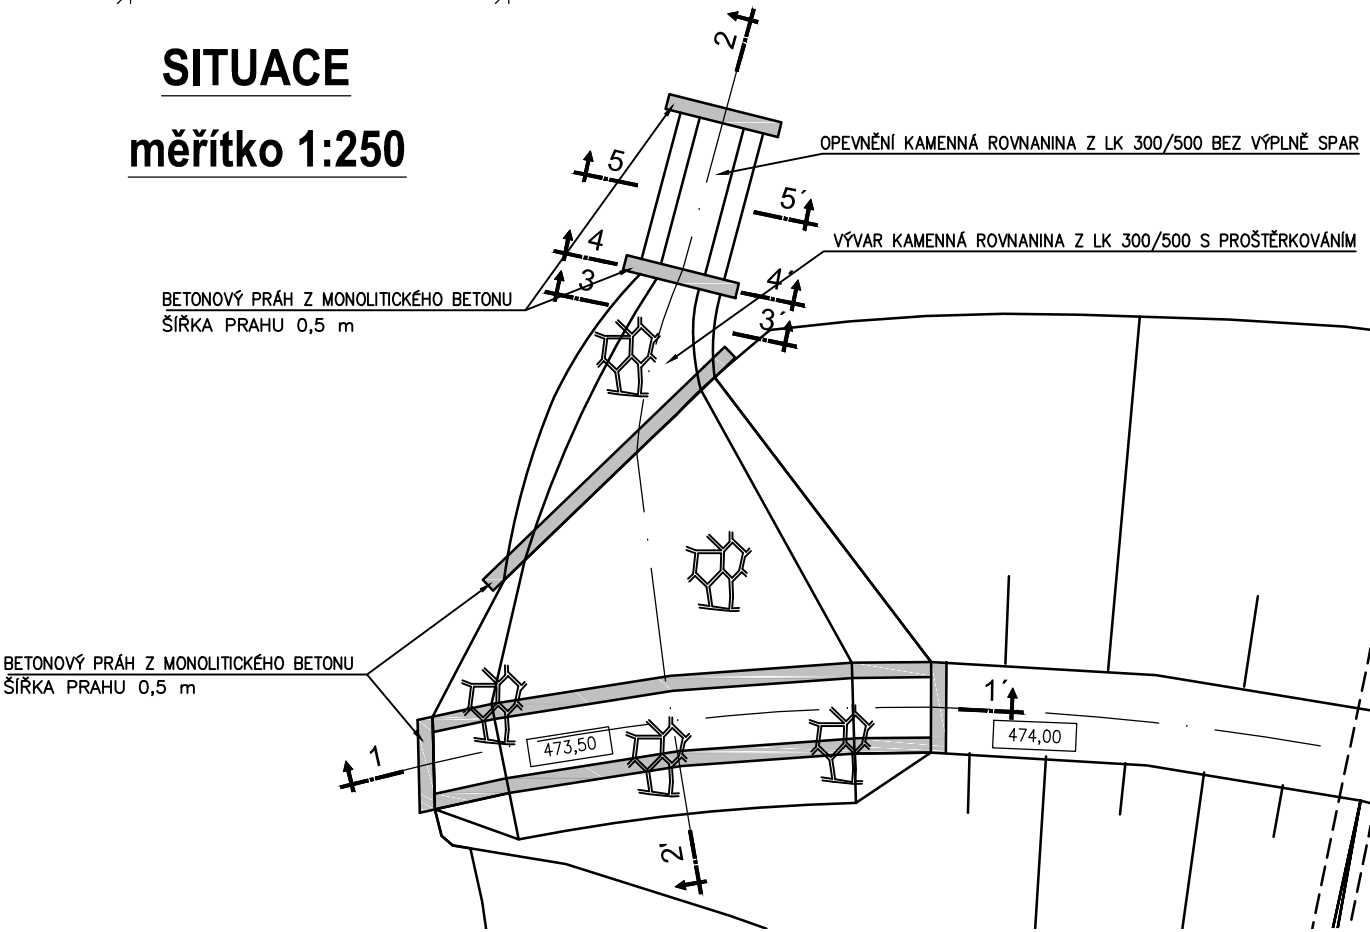 SITUACE
měřítko 1:250
2
OPEVNĚNÍ KAMENNÁ ROVNANINA Z LK 300/500 BEZ VÝPLNĚ SPAR
5
5´
VÝVAR KAMENNÁ ROVNANINA Z LK 300/500 S PROŠTĚRKOVÁNÍM
4
3
4´
BETONOVÝ PRÁH Z MONOLITICKÉHO BETONU
ŠÍŘKA PRAHU 0,5 m
3´
BETONOVÝ PRÁH Z MONOLITICKÉHO BETONU
ŠÍŘKA PRAHU 0,5 m
1´
1
473,50
474,00
2'